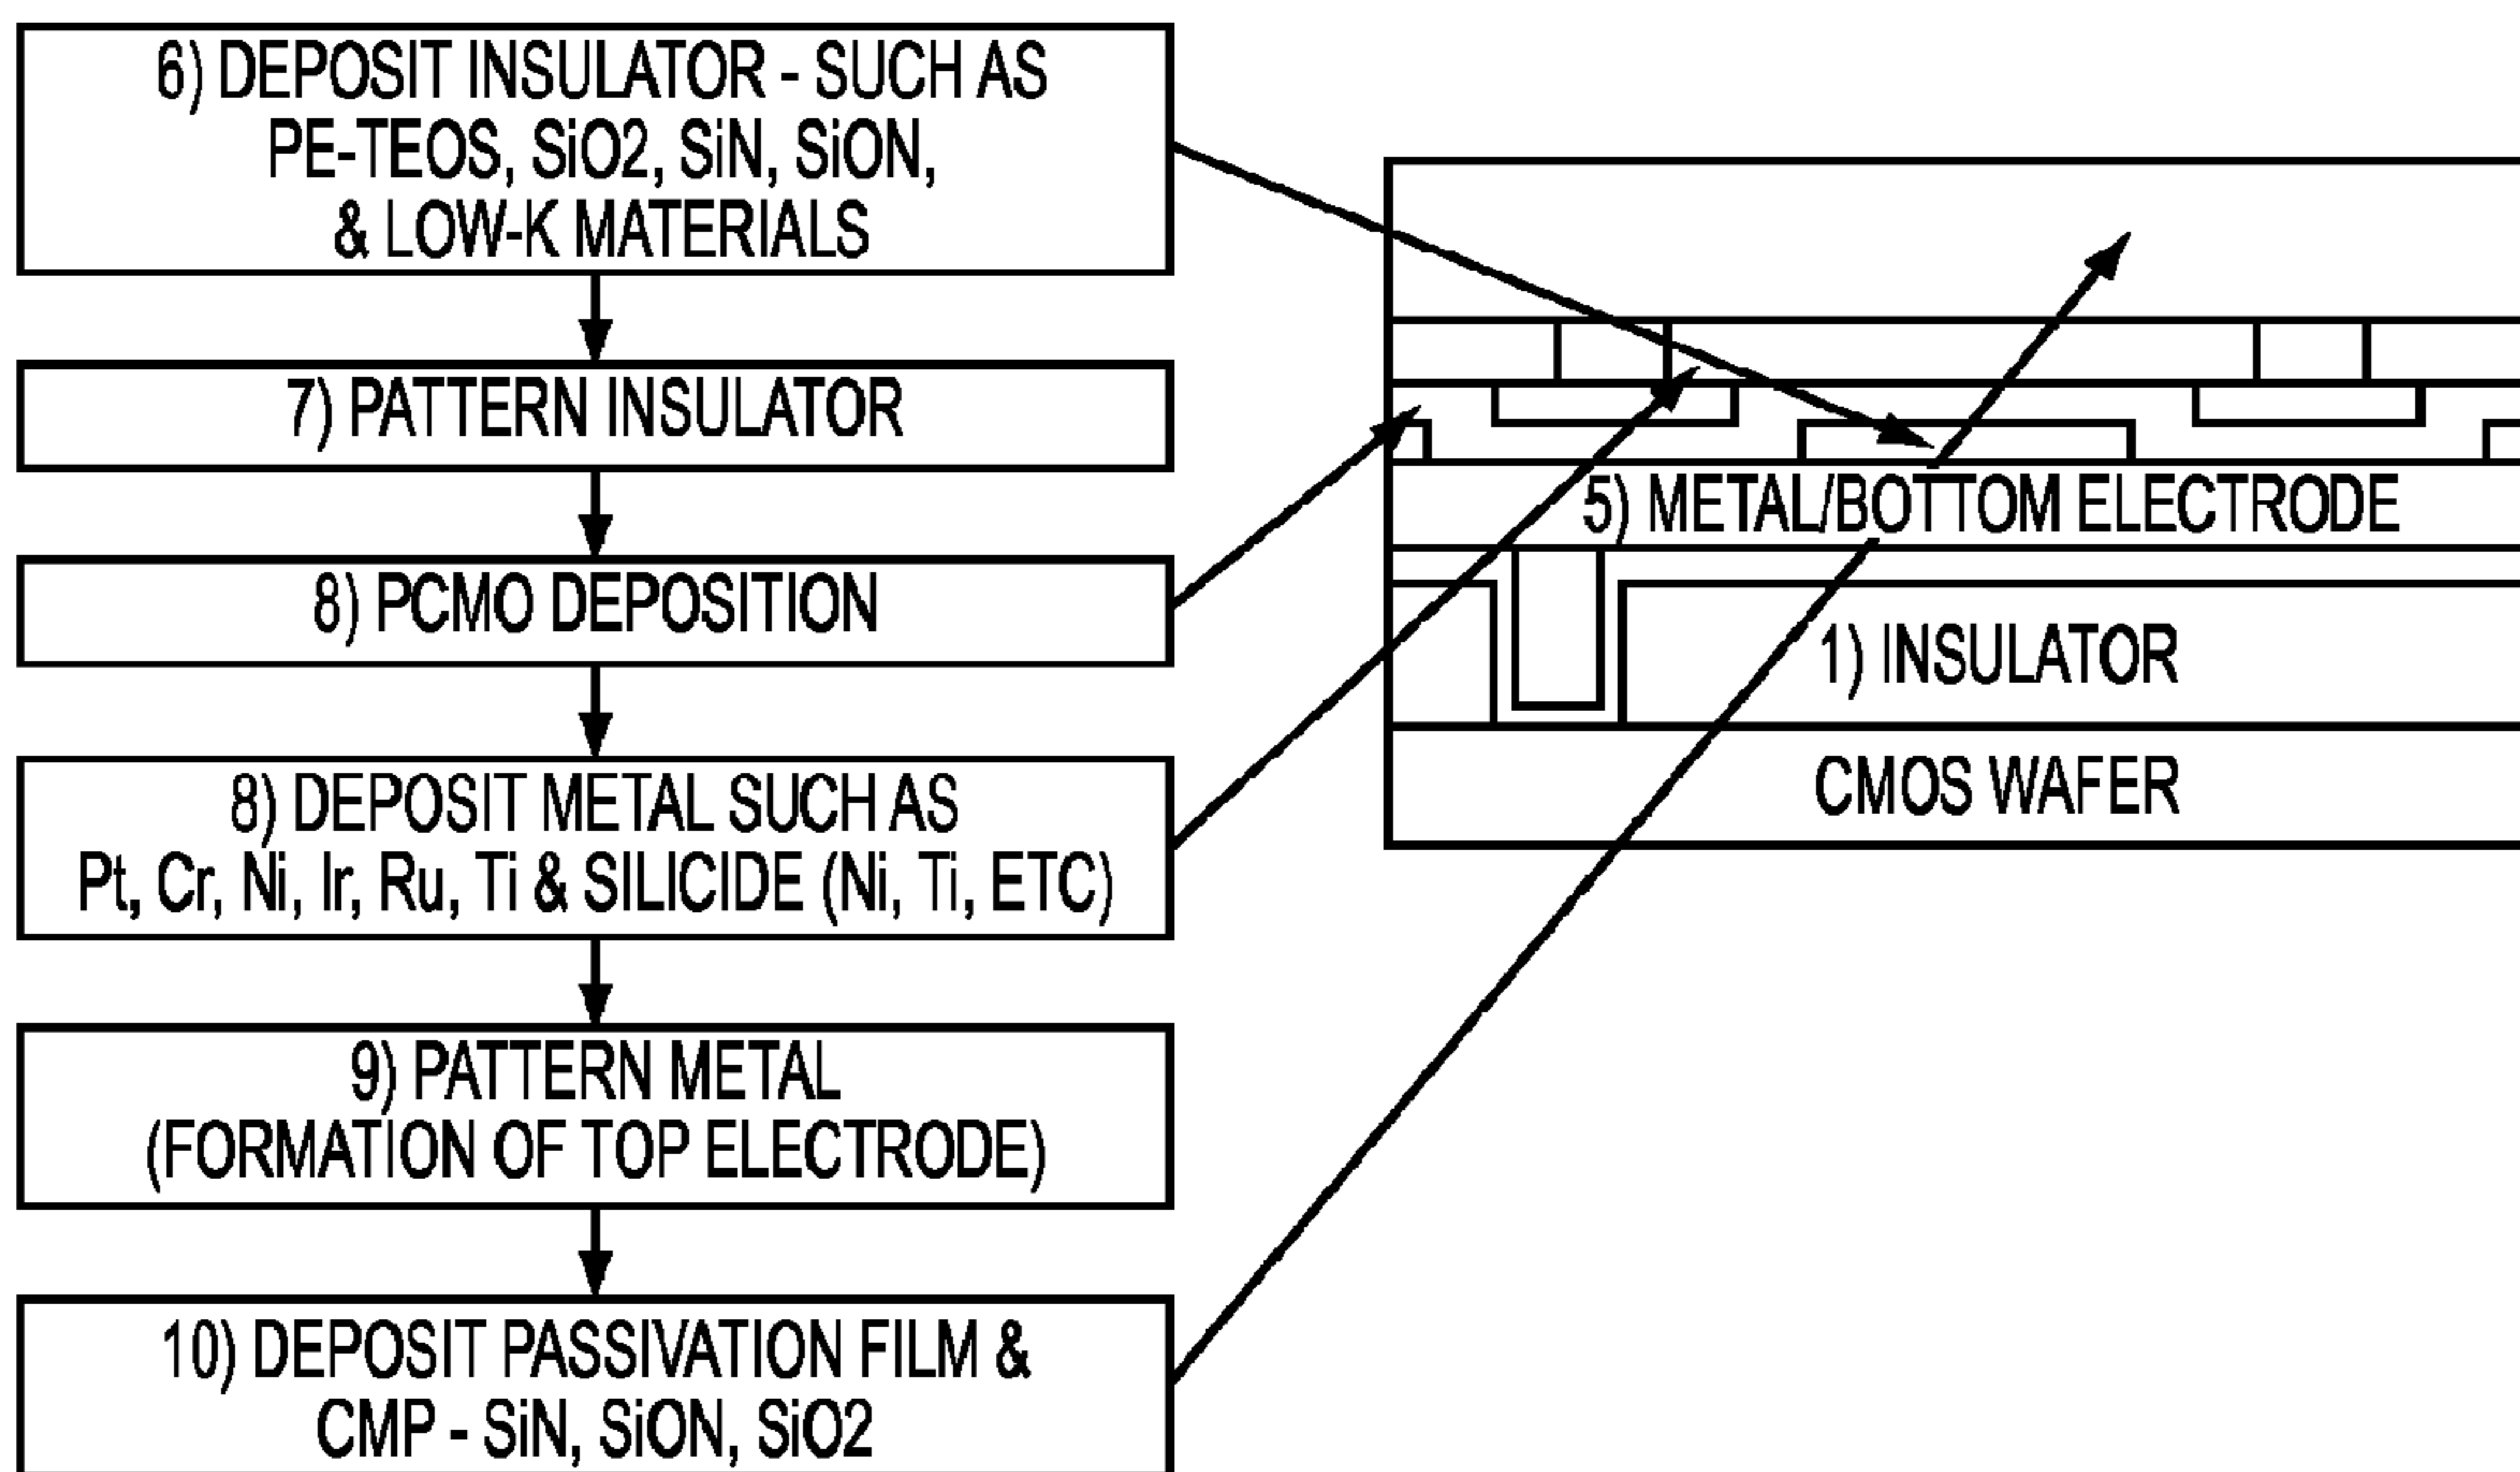 6) DEPOSIT INSULATOR - SUCH AS
PE-TEOS, SiO2, SiN, SiON,
& LOW-K MATERIALS
7) PATTERN INSULATOR
8) PCMO DEPOSITION
8) DEPOSIT METAL SUCH AS
Pt, Cr, Ni, Ir, Ru, Ti & SILICIDE (Ni, Ti, ETC)
9) PATTERN METAL
(FORMATION OF TOP ELECTRODE)
10) DEPOSIT PASSIVATION FILM &
CMP - SiN, SiON, SiO2
5) METAL/BOTTOM ELECTRODE
1) INSULATOR
CMOS WAFER